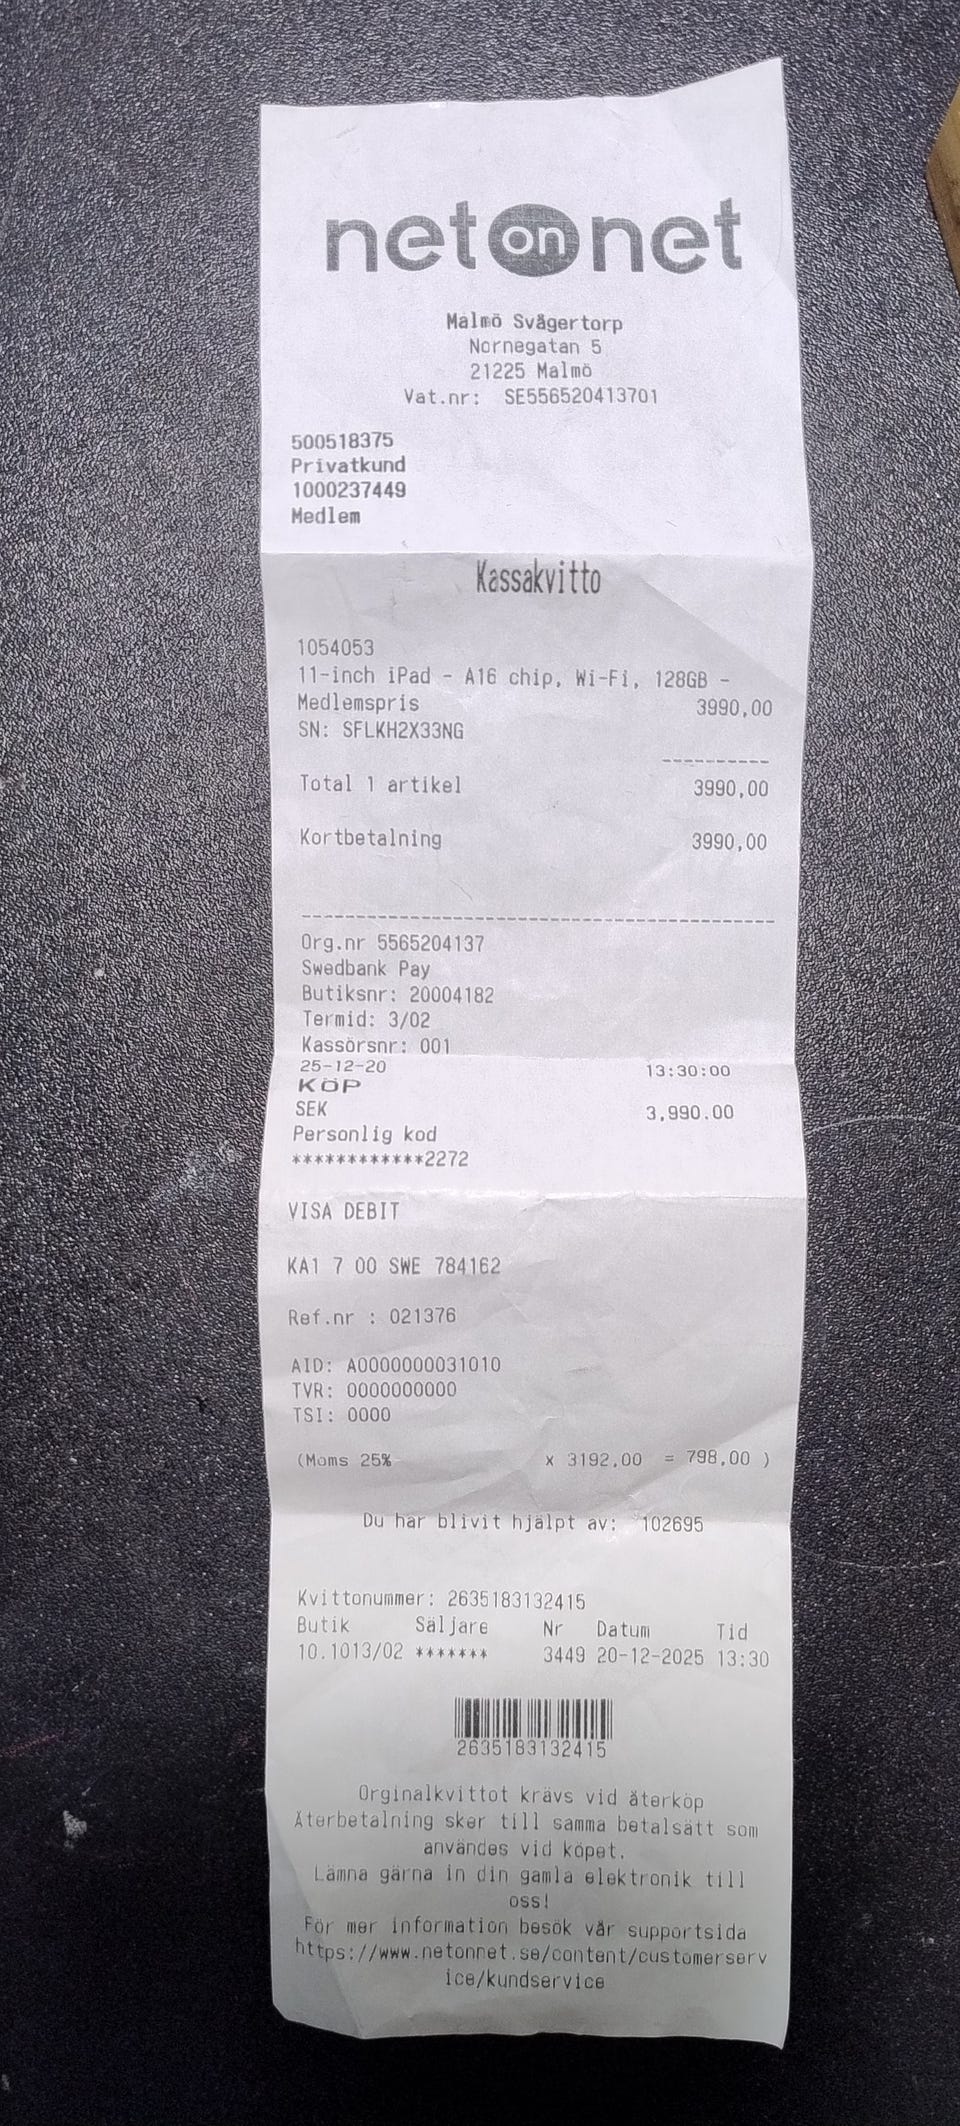 netonnet
Malmö Svågertorp
Nornegatan 5
21225 Malmö
Vat.nr: SE556520413701
500518375
Privatkund
1000237449
Medlem
Kassakvitto
1054053
11-inch iPad - A16 chip, Wi-Fi, 128GB -
Medlemspris 3990,00
SN: SFLKH2X33NG
----------
Total 1 artikel 3990,00
Kortbetalning 3990,00
--------------------------------------------
Org.nr 5565204137
Swedbank Pay
Butiksnr: 20004182
Termid: 3/02
Kassörsnr: 001
25-12-20 13:30:00
KÖP
SEK 3,990.00
Personlig kod
************2272
VISA DEBIT
KA1 7 00 SWE 784162
Ref.nr : 021376
AID: A0000000031010
TVR: 0000000000
TSI: 0000
(Moms 25% x 3192,00 = 798,00 )
Du har blivit hjälpt av: 102695
Kvittonummer: 2635183132415
Butik Säljare Nr Datum Tid
10.1013/02 ******* 3449 20-12-2025 13:30
2635183132415
Orginalkvittot krävs vid återköp
Återbetalning sker till samma betalsätt som
användes vid köpet.
Lämna gärna in din gamla elektronik till
oss!
För mer information besök vår supportsida
https://www.netonnet.se/content/customerserv
ice/kundservice